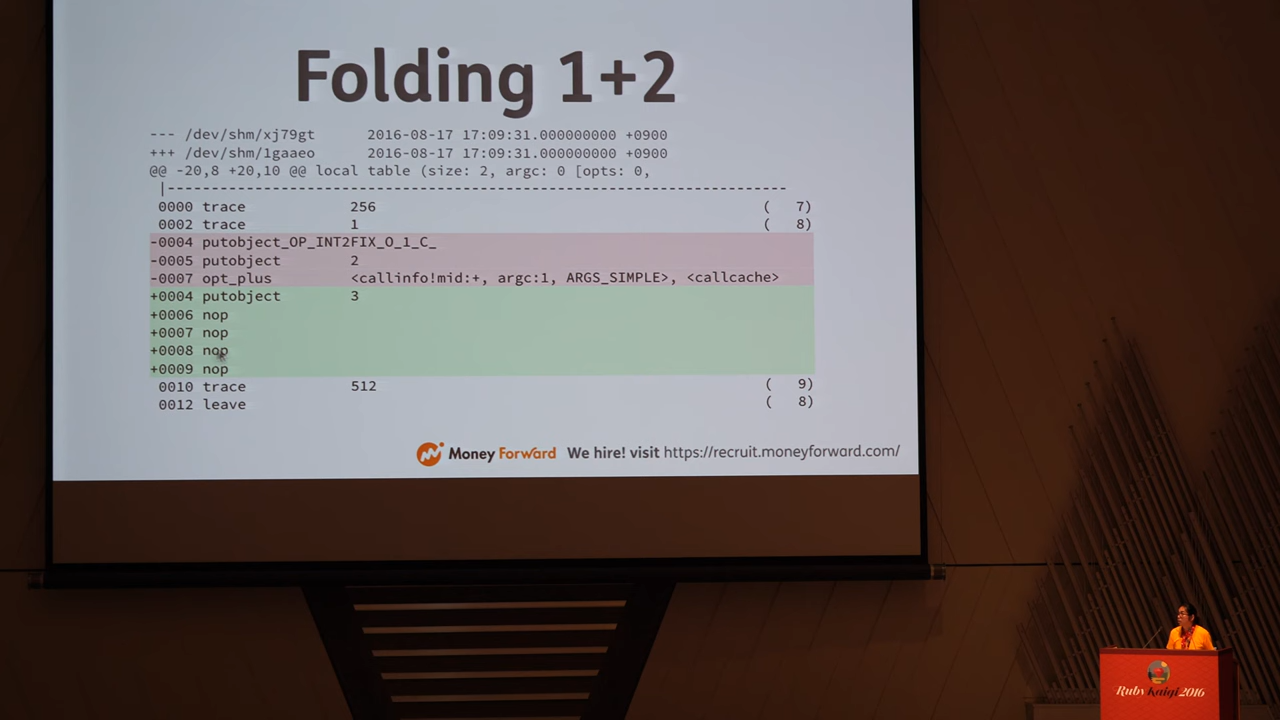 Folding 1+2
--- /dev/shm/xj79gt 2016-08-17 17:09:31.000000000 +0900
+++ /dev/shm/1gaaeo 2016-08-17 17:09:31.000000000 +0900
@@ -20,8 +20,10 @@ local table (size: 2, argc: 0 [opts: 0,
|------------------------------------------------------------------------
0000 trace 256 ( 7)
0002 trace 1 ( 8)
-0004 putobject_OP_INT2FIX_O_1_C_
-0005 putobject 2
-0007 opt_plus <callinfo!mid:+, argc:1, ARGS_SIMPLE>, <callcache>
+0004 putobject 3
+0006 nop
+0007 nop
+0008 nop
+0009 nop
0010 trace 512 ( 9)
0012 leave ( 8)
Money Forward We hire! visit https://recruit.moneyforward.com/
RubyKaigi 2016